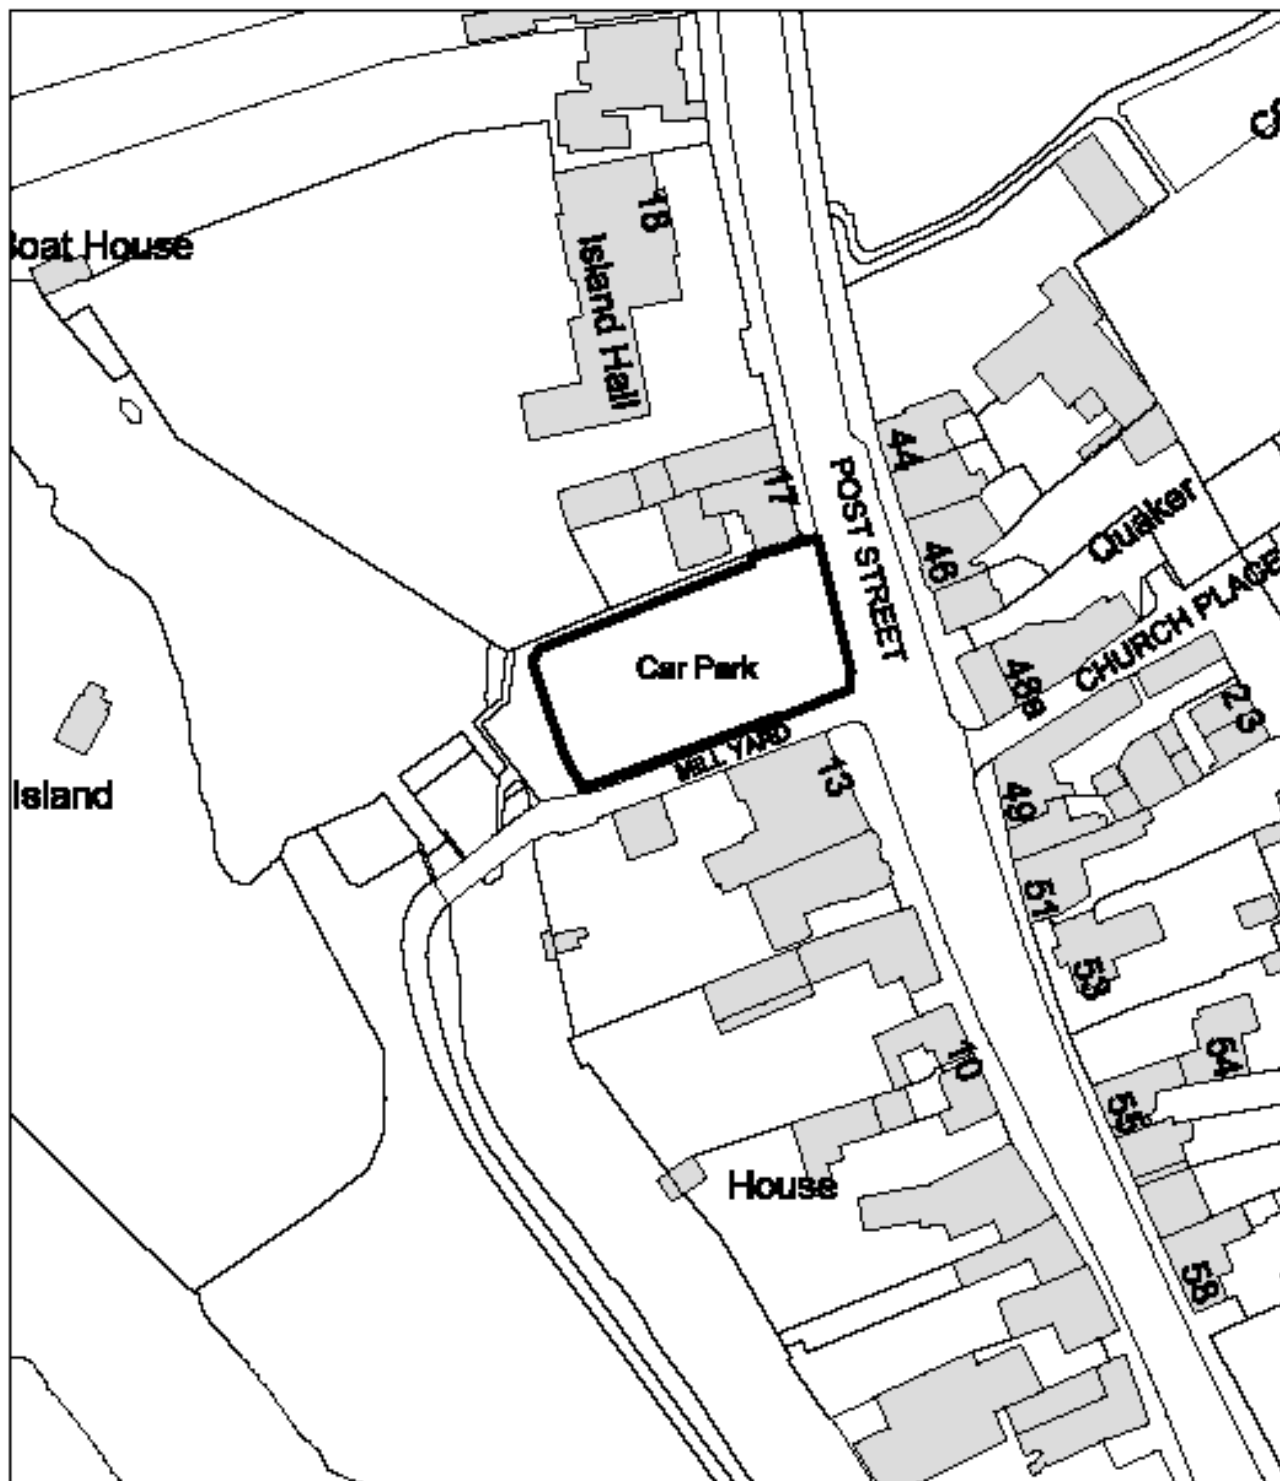 Boat House
18
Island Hall
44
17
POST STREET
46
Quaker
CHURCH PLACE
Car Park
48a
23
MILL YARD
13
Island
49
51
53
10
54
55
House
58